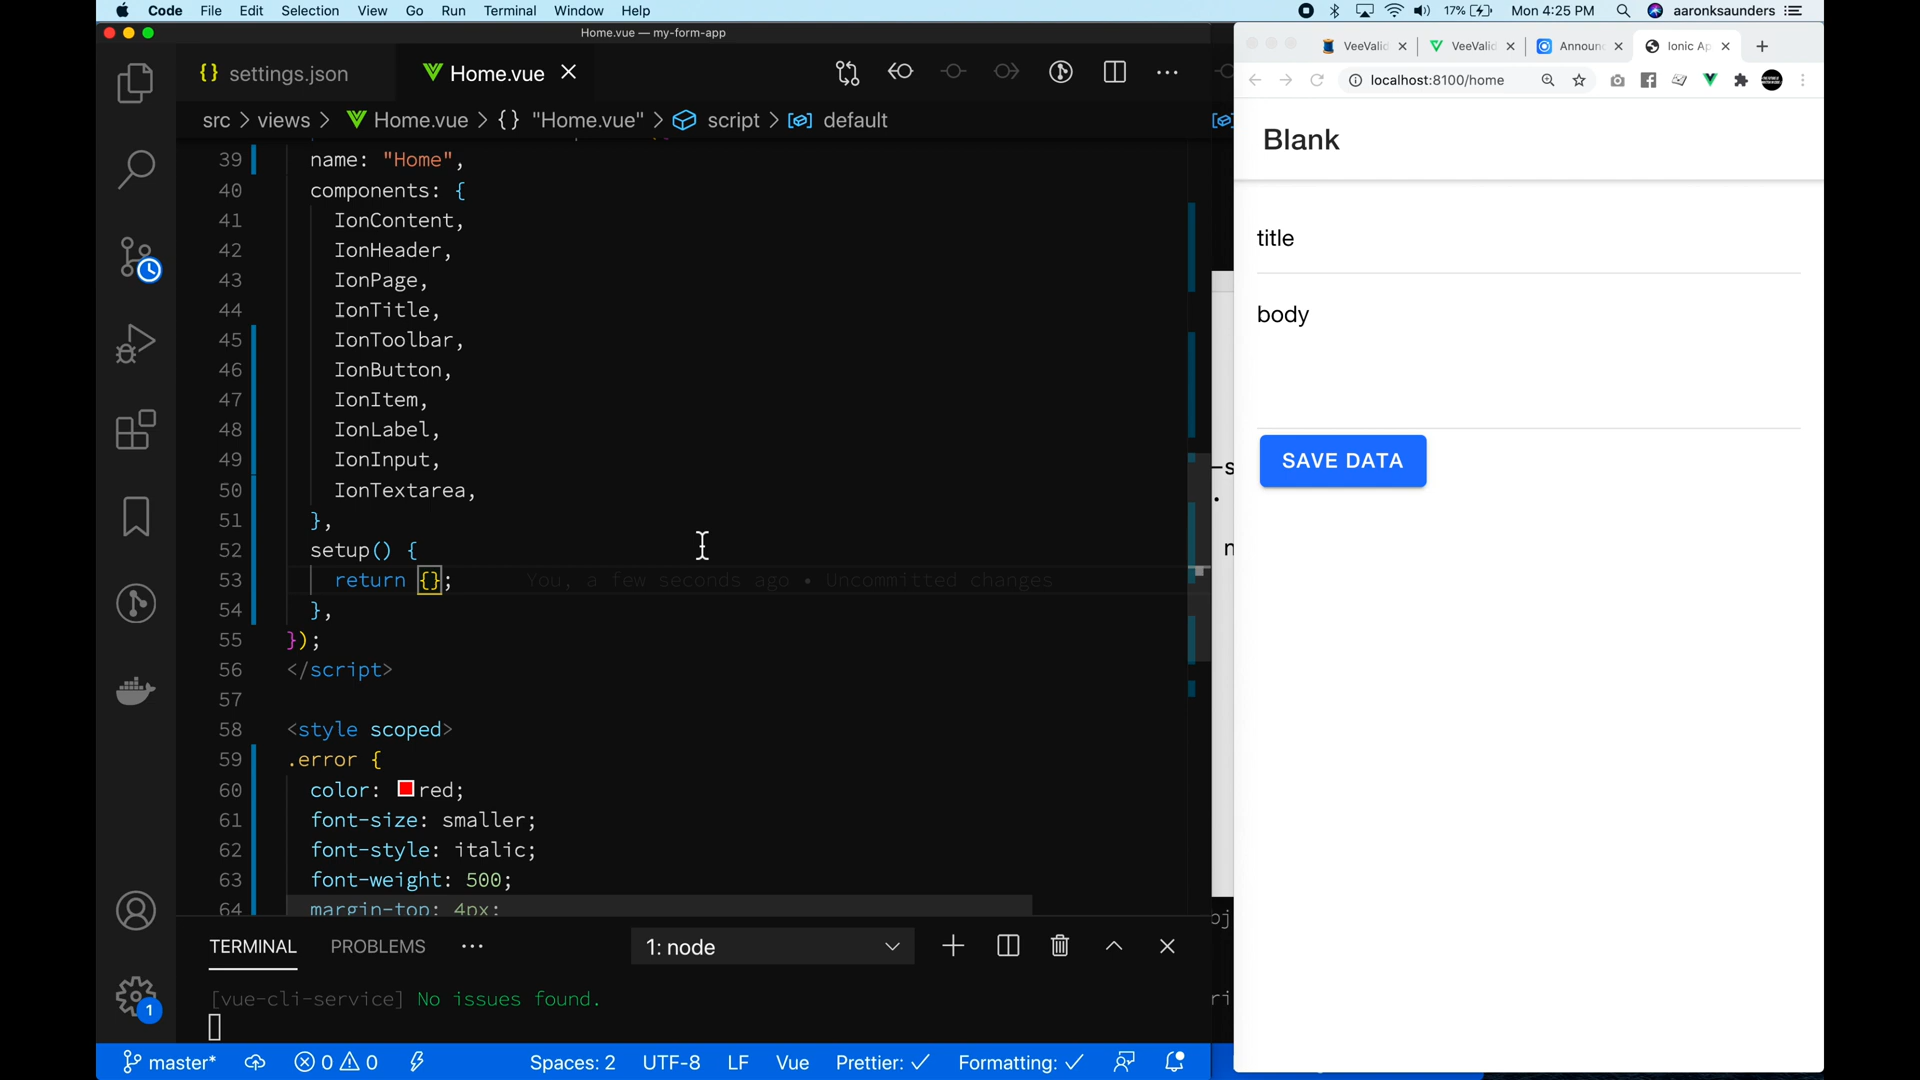 Code File Edit Selection View Go Run Terminal Window Help
17% Mon 4:25 PM aaronksaunders
Home.vue — my-form-app
settings.json
Home.vue
src > views > Home.vue > {} "Home.vue" > script > default
39 name: "Home",
40 components: {
41 IonContent,
42 IonHeader,
43 IonPage,
44 IonTitle,
45 IonToolbar,
46 IonButton,
47 IonItem,
48 IonLabel,
49 IonInput,
50 IonTextarea,
51 },
52 setup() {
53 return {}; You, a few seconds ago • Uncommitted changes
54 },
55 });
56 </script>
57
58 <style scoped>
59 .error {
60 color: red;
61 font-size: smaller;
62 font-style: italic;
63 font-weight: 500;
64 margin-top: 4px;
TERMINAL PROBLEMS ...
1: node
[vue-cli-service] No issues found.
master* 0 0 Spaces: 2 UTF-8 LF Vue Prettier: ✓ Formatting: ✓
1
VeeValid VeeValid Announc Ionic Ap
localhost:8100/home
Blank
title
body
SAVE DATA